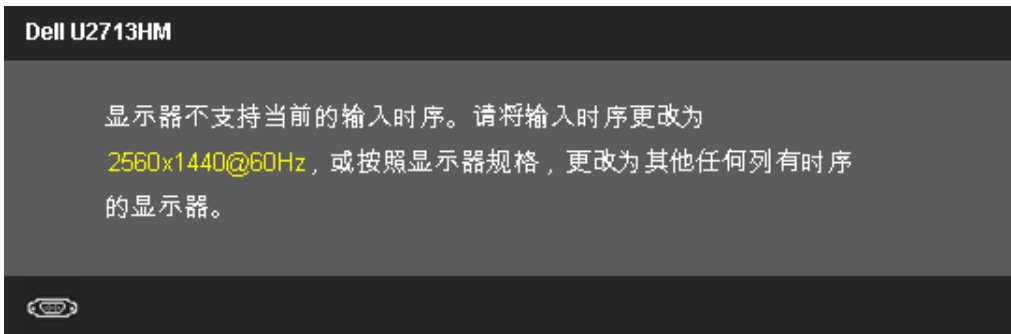 Dell U2713HM
显示器不支持当前的输入时序。请将输入时序更改为
2560x1440@60Hz，或按照显示器规格，更改为其他任何列有时序
的显示器。